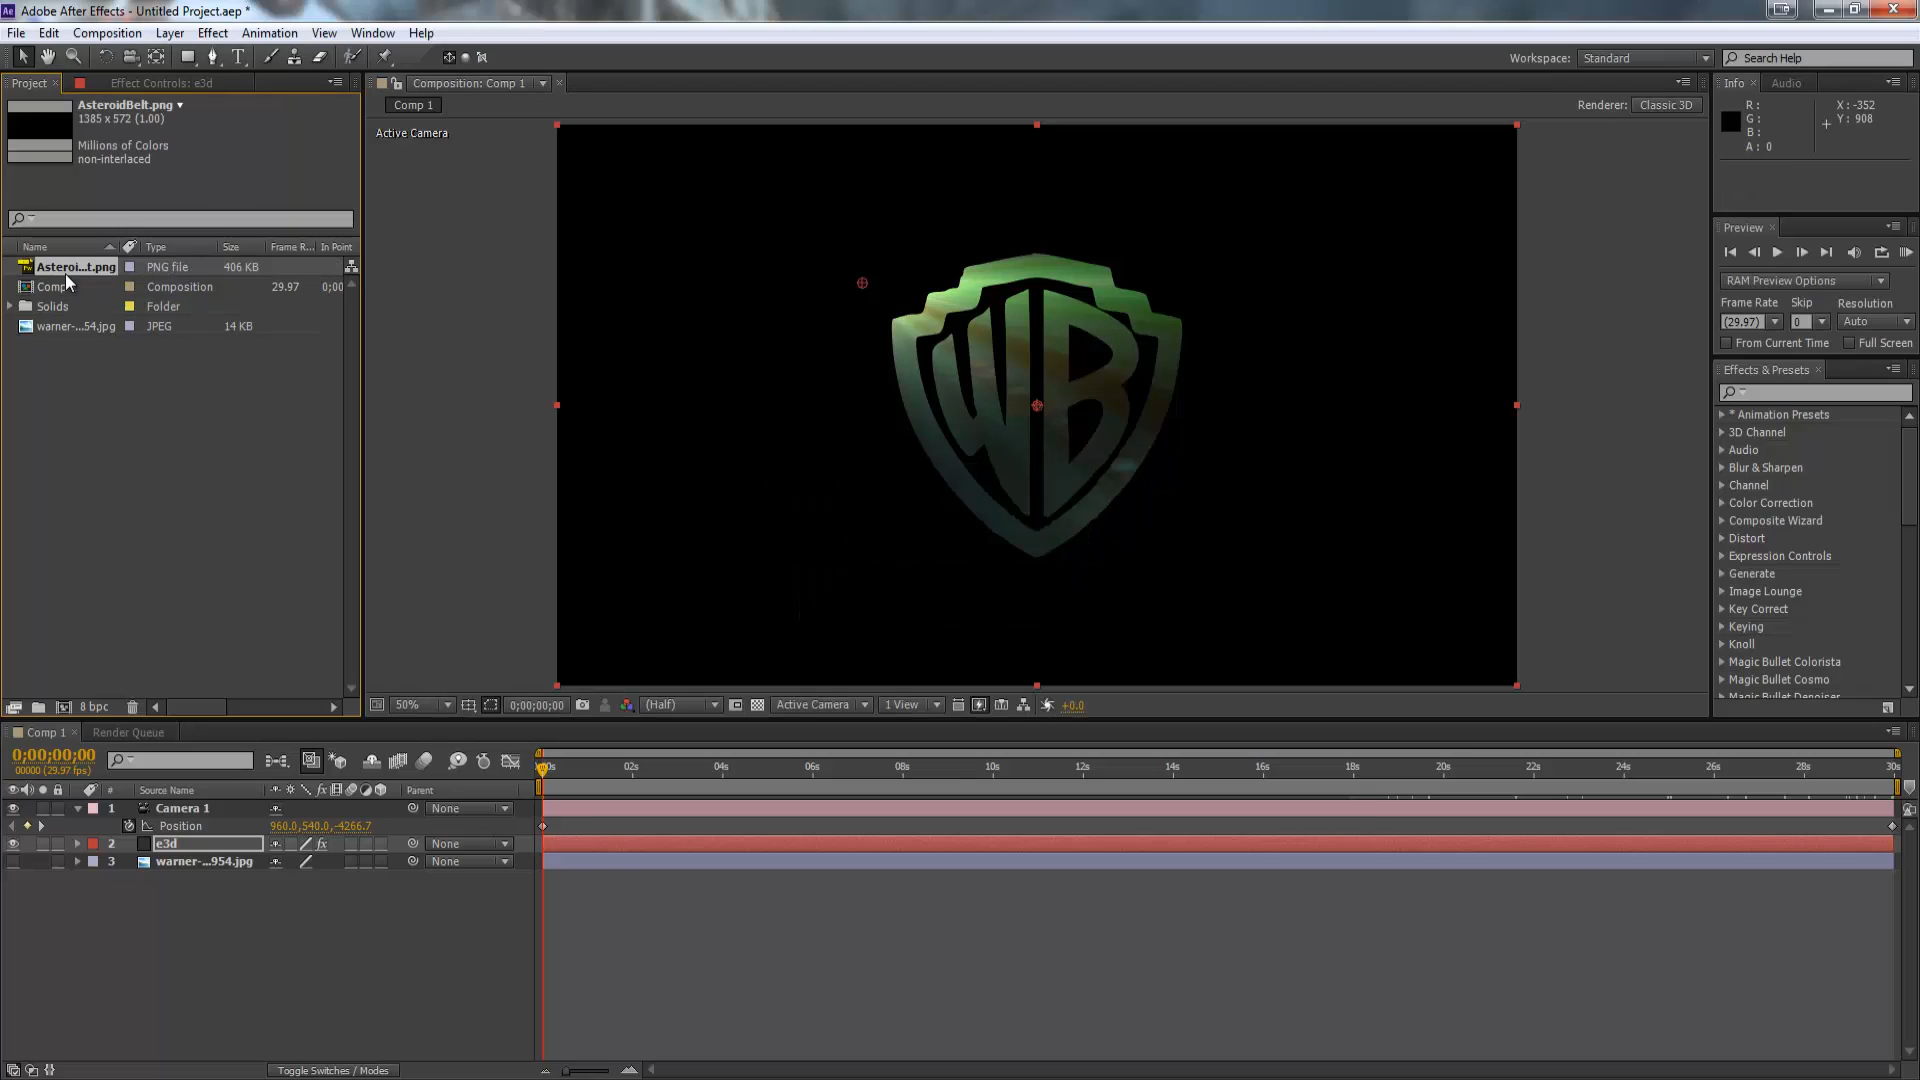 Adobe After Effects - Untitled Project.aep *
File Edit Composition Layer Effect Animation View Window Help
Workspace: Standard Search Help
Project Effect Controls: e3d
AsteroidBelt.png
1385 x 572 (1.00)
Millions of Colors
non-interlaced
Name Type Size Frame R... In Point
Asteroi...t.png PNG file 406 KB
Comp Composition 29.97 0;00
Solids Folder
warner-...54.jpg JPEG 14 KB
8 bpc
Composition: Comp 1
Comp 1 Renderer: Classic 3D
Active Camera
WB
50% 0;00;00;00 (Half) Active Camera 1 View +0.0
Info Audio
R: X: -352
G: Y: 908
B:
A: 0
Preview
RAM Preview Options
Frame Rate Skip Resolution
(29.97) 0 Auto
From Current Time Full Screen
Effects & Presets
* Animation Presets
3D Channel
Audio
Blur & Sharpen
Channel
Color Correction
Composite Wizard
Distort
Expression Controls
Generate
Image Lounge
Key Correct
Keying
Knoll
Magic Bullet Colorista
Magic Bullet Cosmo
Magic Bullet Denoiser
Comp 1 Render Queue
0;00;00;00
00000 (29.97 fps)
02s 04s 06s 08s 10s 12s 14s 16s 18s 20s 22s 24s 26s 28s 30s
# Source Name Parent
1 Camera 1
Position 960.0,540.0,-4266.7
2 e3d None
3 warner-...954.jpg None
Toggle Switches / Modes